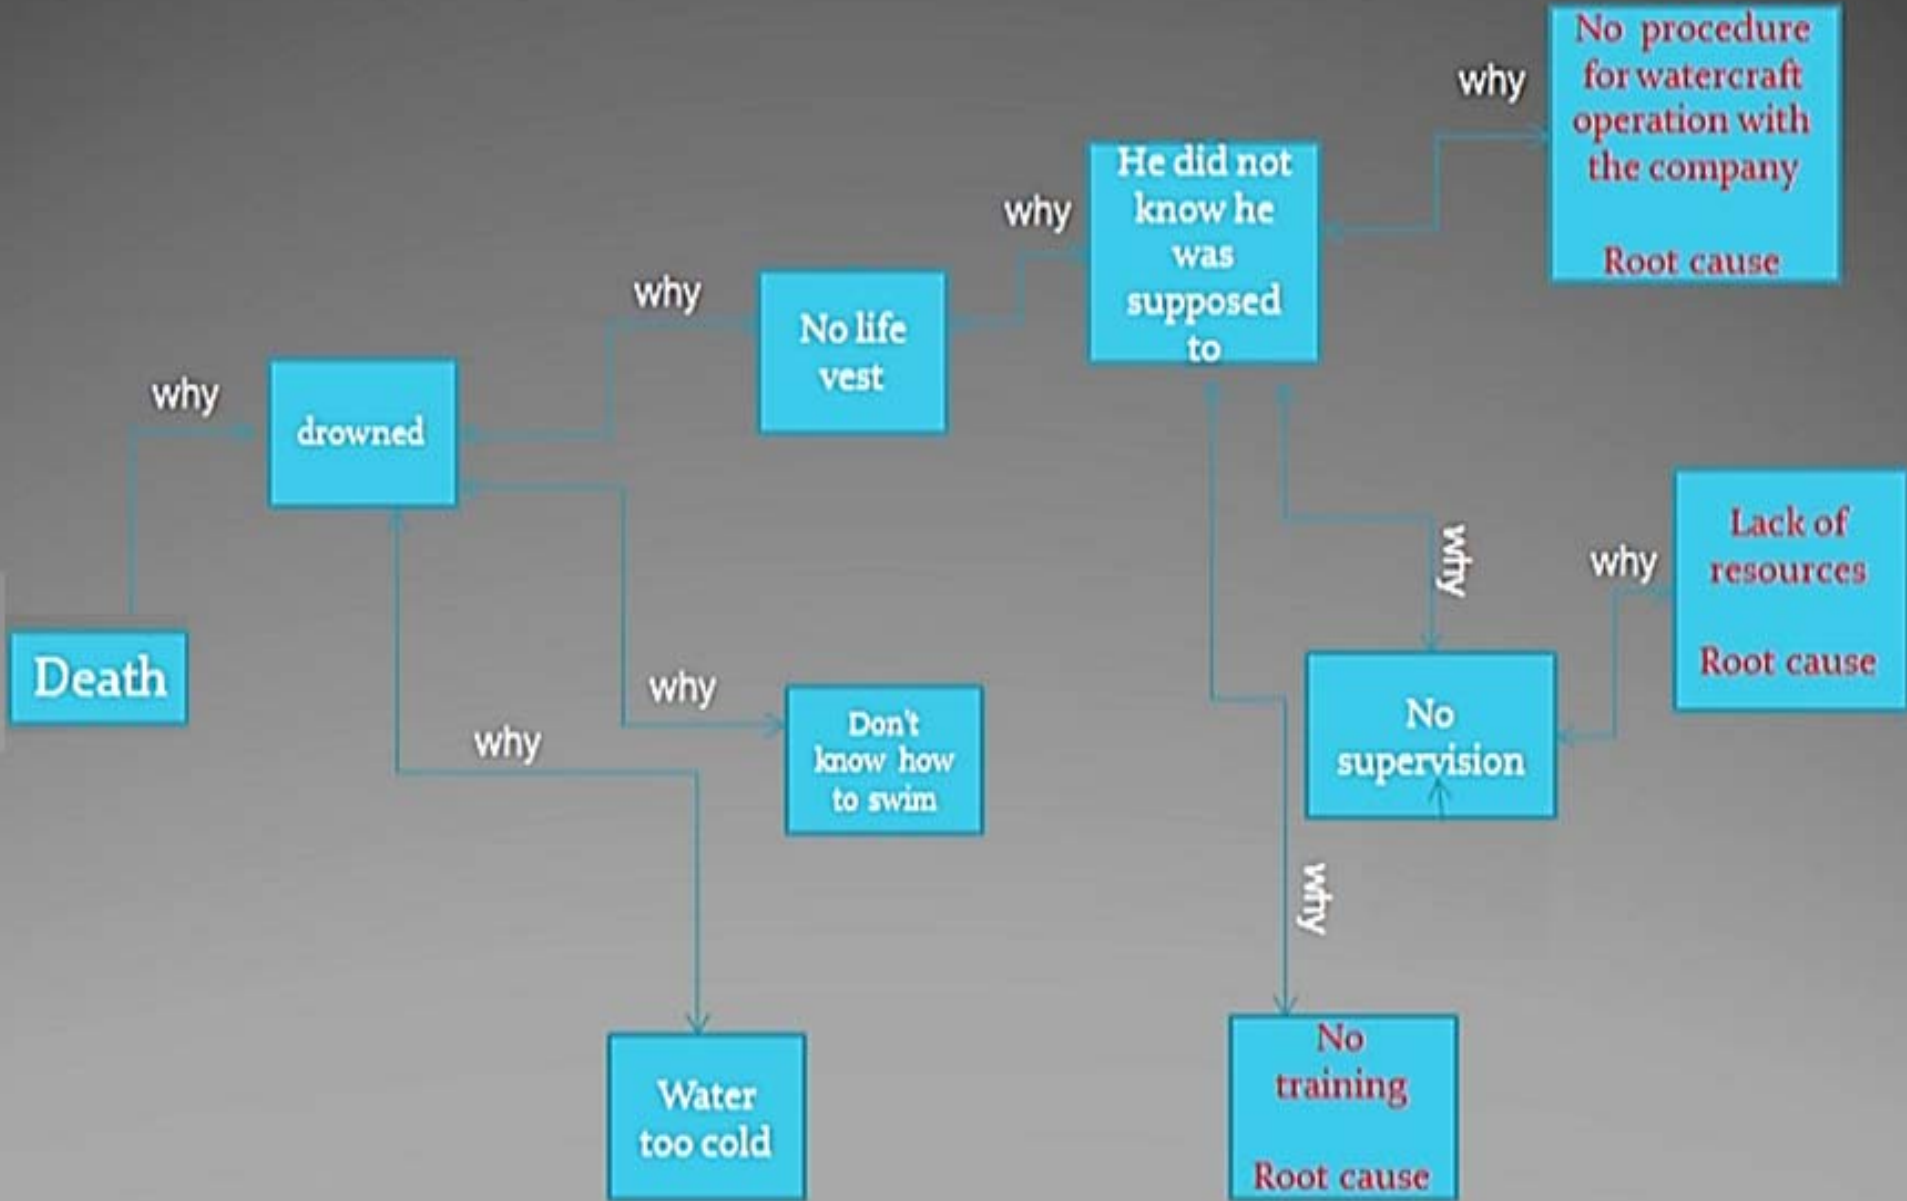 No procedure
for watercraft
operation with
the company
Root cause
why
He did not
know he
was
supposed
to
why
why
No life
vest
why
drowned
why
Lack of
resources
Root cause
why
No
supervision
Death
why
Don't
know how
to swim
why
why
No
training
Root cause
Water
too cold